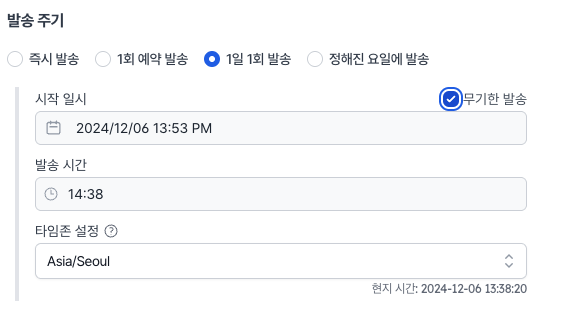 발송 주기
즉시 발송 1회 예약 발송 1일 1회 발송 정해진 요일에 발송
시작 일시 무기한 발송
2024/12/06 13:53 PM
발송 시간
14:38
타임존 설정 ?
Asia/Seoul
현지 시간: 2024-12-06 13:38:20